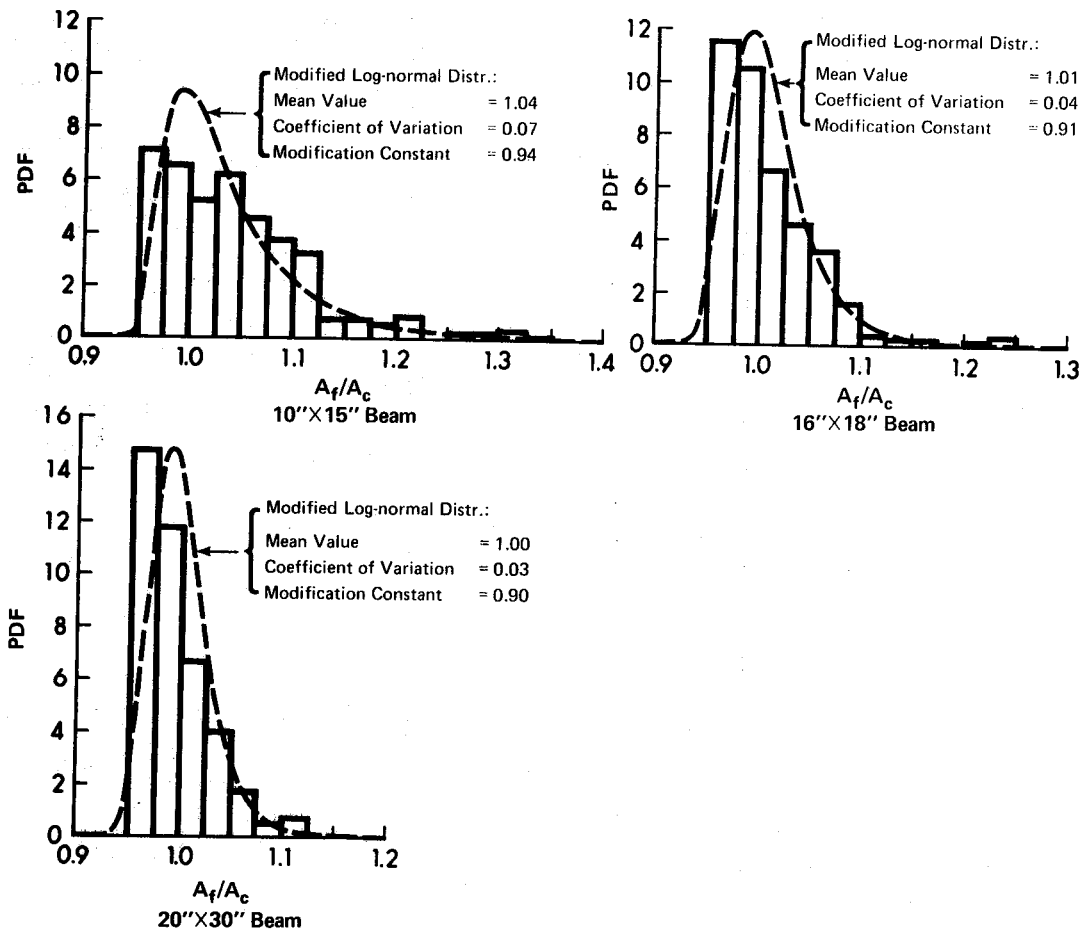 12
10
8
6
4
2
0
PDF
Modified Log-normal Distr.:
Mean Value = 1.04
Coefficient of Variation = 0.07
Modification Constant = 0.94
0.9 1.0 1.1 1.2 1.3 1.4
Af/Ac
10"X15" Beam
12
10
8
6
4
2
0
PDF
Modified Log-normal Distr.:
Mean Value = 1.01
Coefficient of Variation = 0.04
Modification Constant = 0.91
0.9 1.0 1.1 1.2 1.3
Af/Ac
16"X18" Beam
16
14
12
10
8
6
4
2
0
PDF
Modified Log-normal Distr.:
Mean Value = 1.00
Coefficient of Variation = 0.03
Modification Constant = 0.90
0.9 1.0 1.1 1.2
Af/Ac
20"X30" Beam